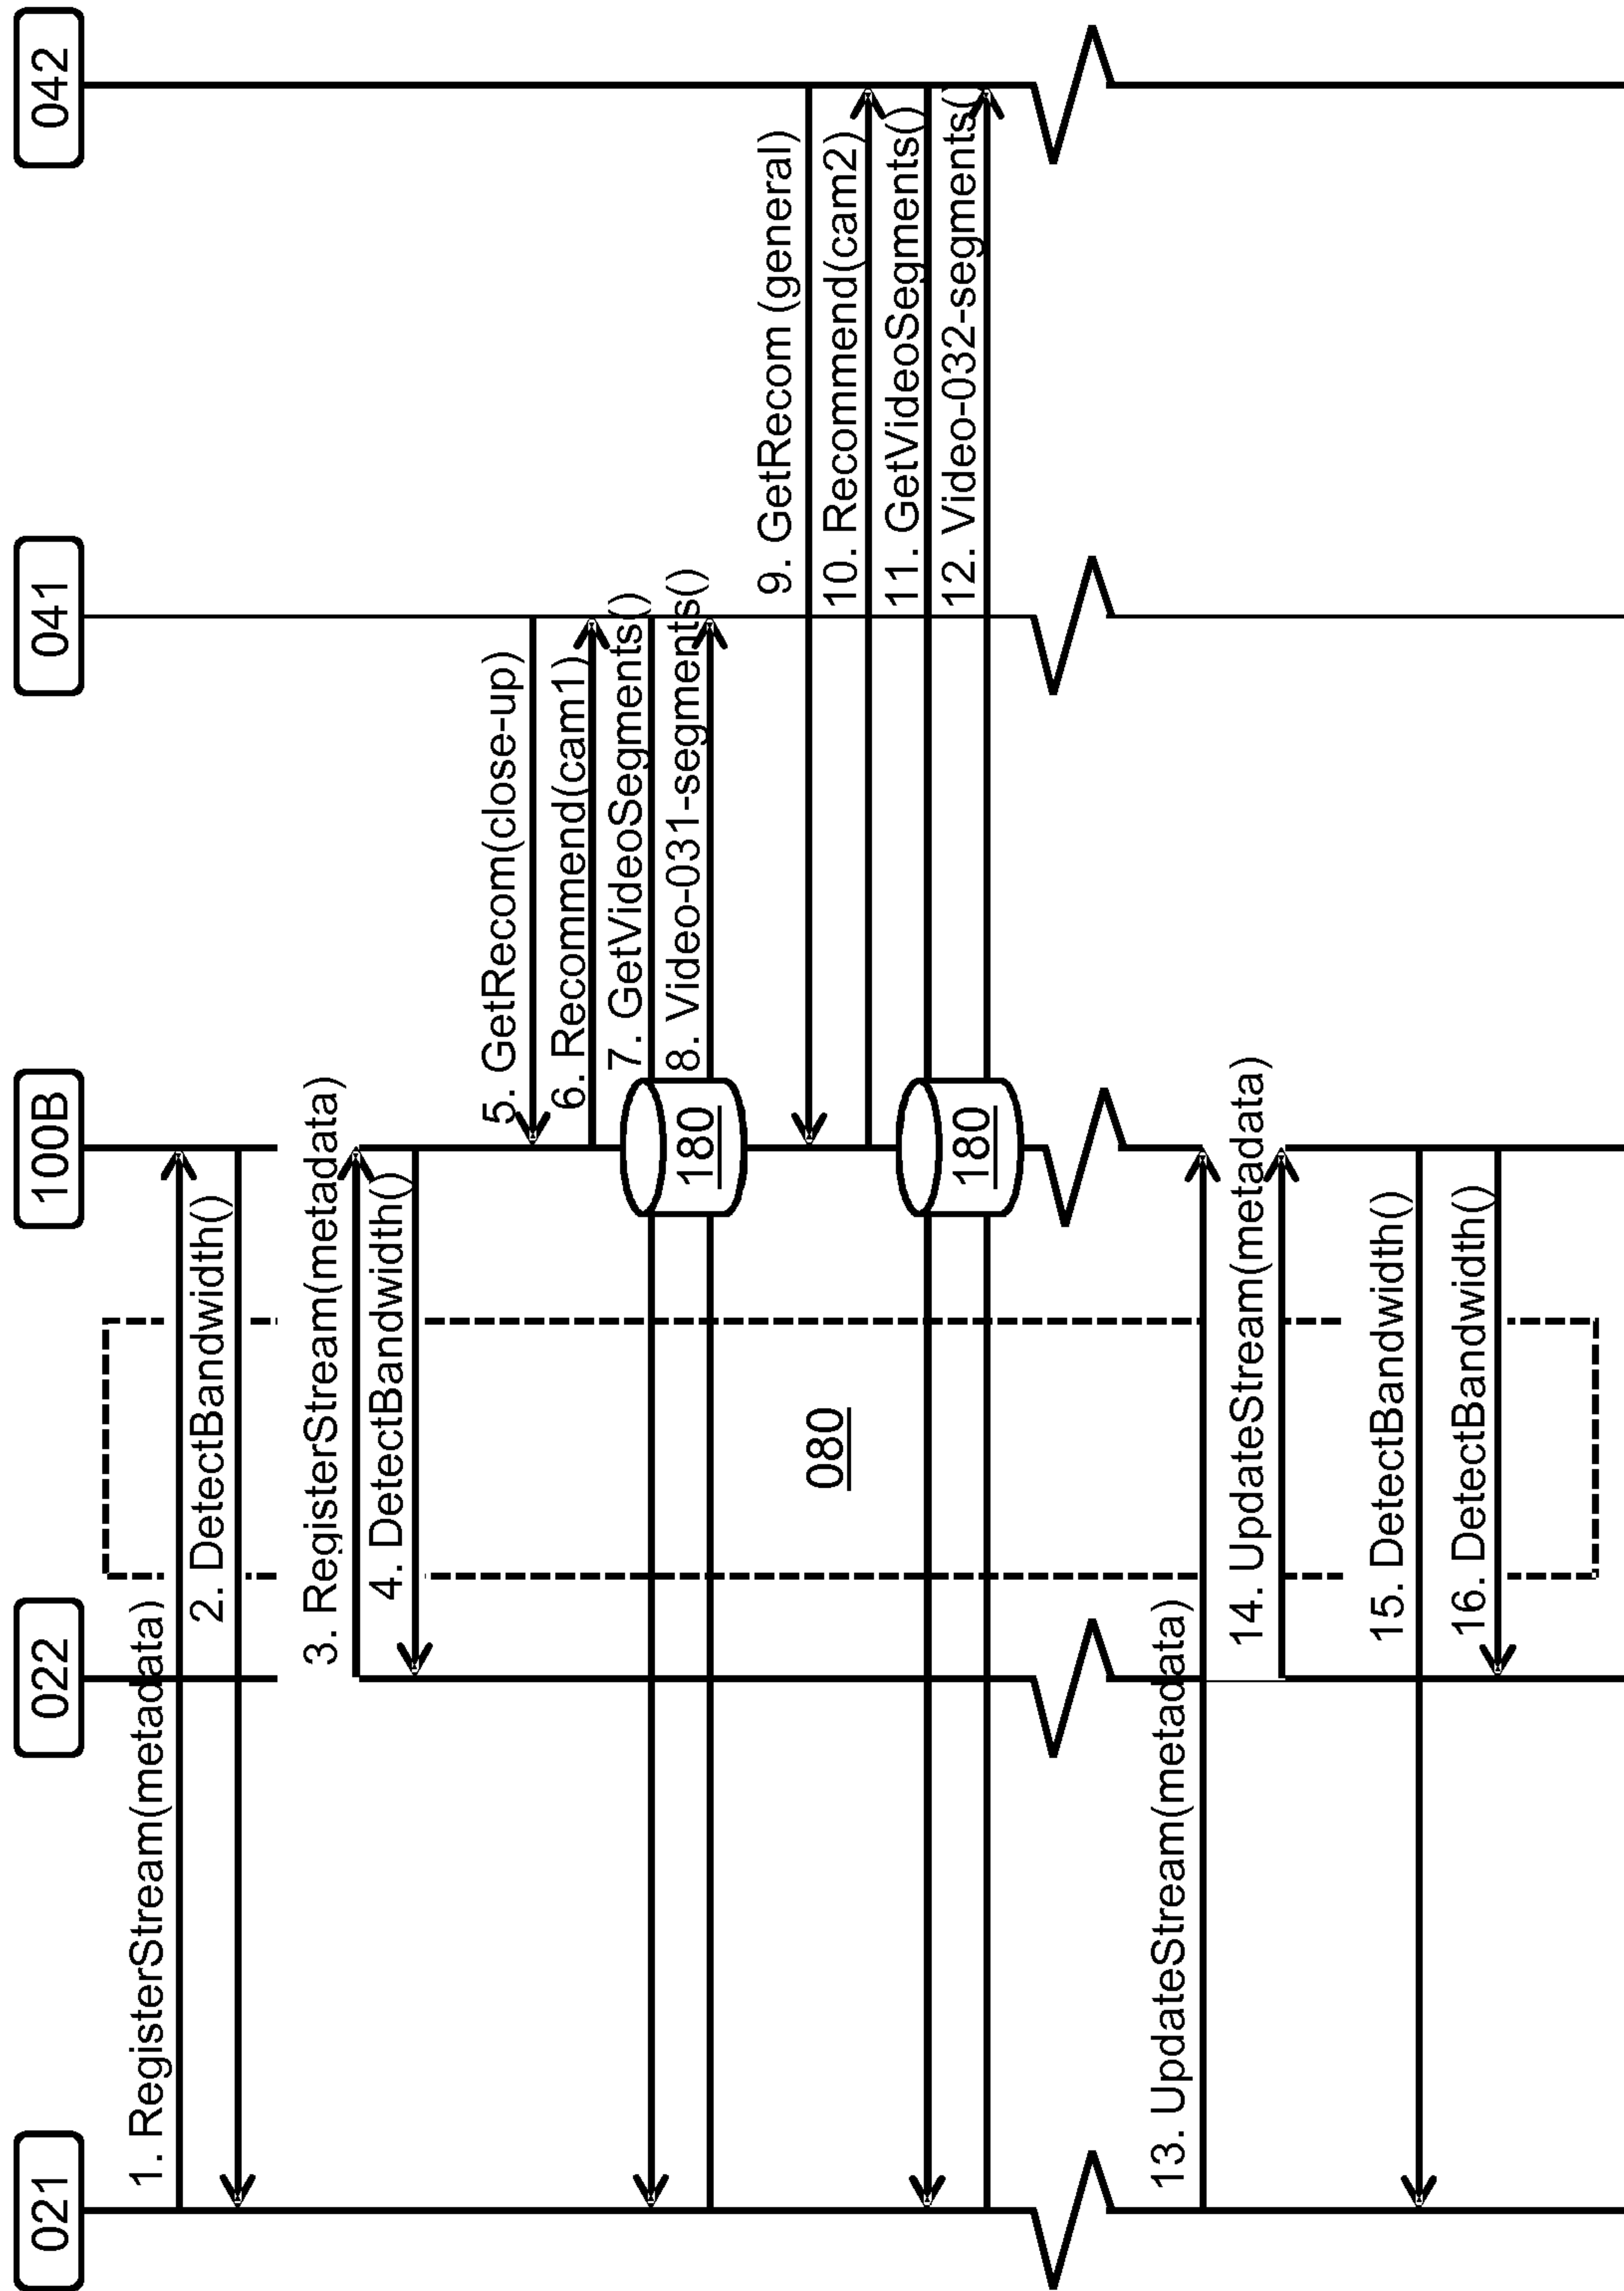 021
022
100B
041
042
1. RegisterStream(metadata)
2. DetectBandwidth()
3. RegisterStream(metadata)
4. DetectBandwidth()
5. GetRecom(close-up)
6. Recommend(cam1)
7. GetVideoSegments()
8. Video-031-segments()
180
9. GetRecom (general)
080
10. Recommend(cam2)
11. GetVideoSegments()
12. Video-032-segments()
180
13. UpdateStream(metadata)
14. UpdateStream(metadata)
15. DetectBandwidth()
16. DetectBandwidth()